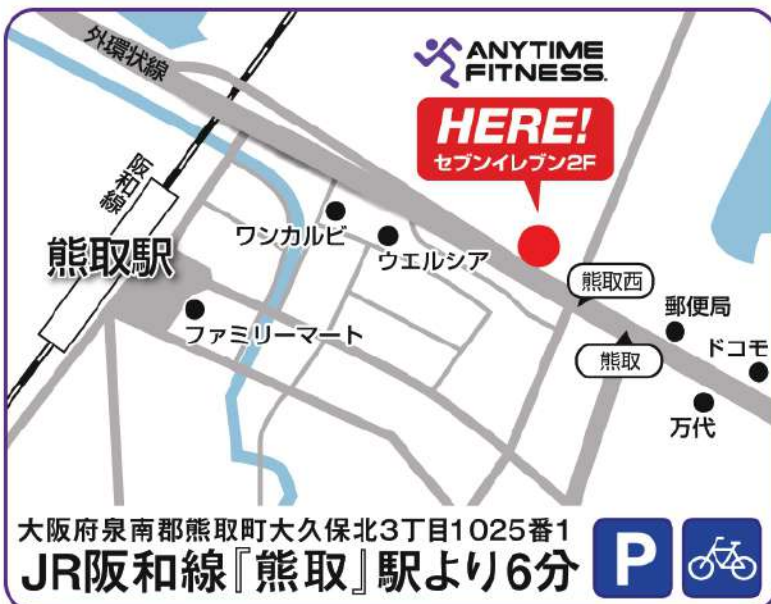 外環状線
ANYTIME
FITNESS.
HERE!
セブンイレブン2F
阪和線
熊取駅
ワンカルビ
ウエルシア
熊取西
ファミリーマート
郵便局
熊取
ドコモ
万代
大阪府泉南郡熊取町大久保北3丁目1025番1
JR阪和線『熊取』駅より6分
P